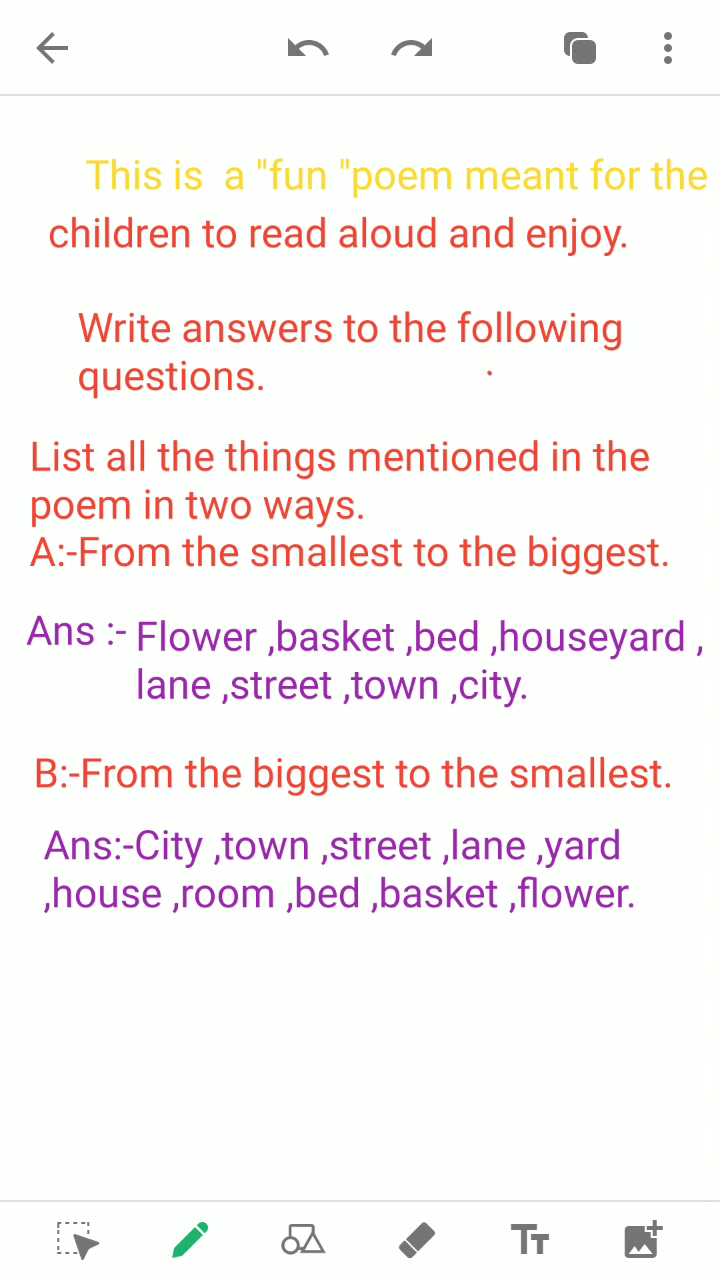 This is  a "fun "poem meant for the
children to read aloud and enjoy.
Write answers to the following
questions.
List all the things mentioned in the
poem in two ways.
A:-From the smallest to the biggest.
Ans :- Flower ,basket ,bed ,houseyard ,
lane ,street ,town ,city.
B:-From the biggest to the smallest.
Ans:-City ,town ,street ,lane ,yard
,house ,room ,bed ,basket ,flower.
Tт